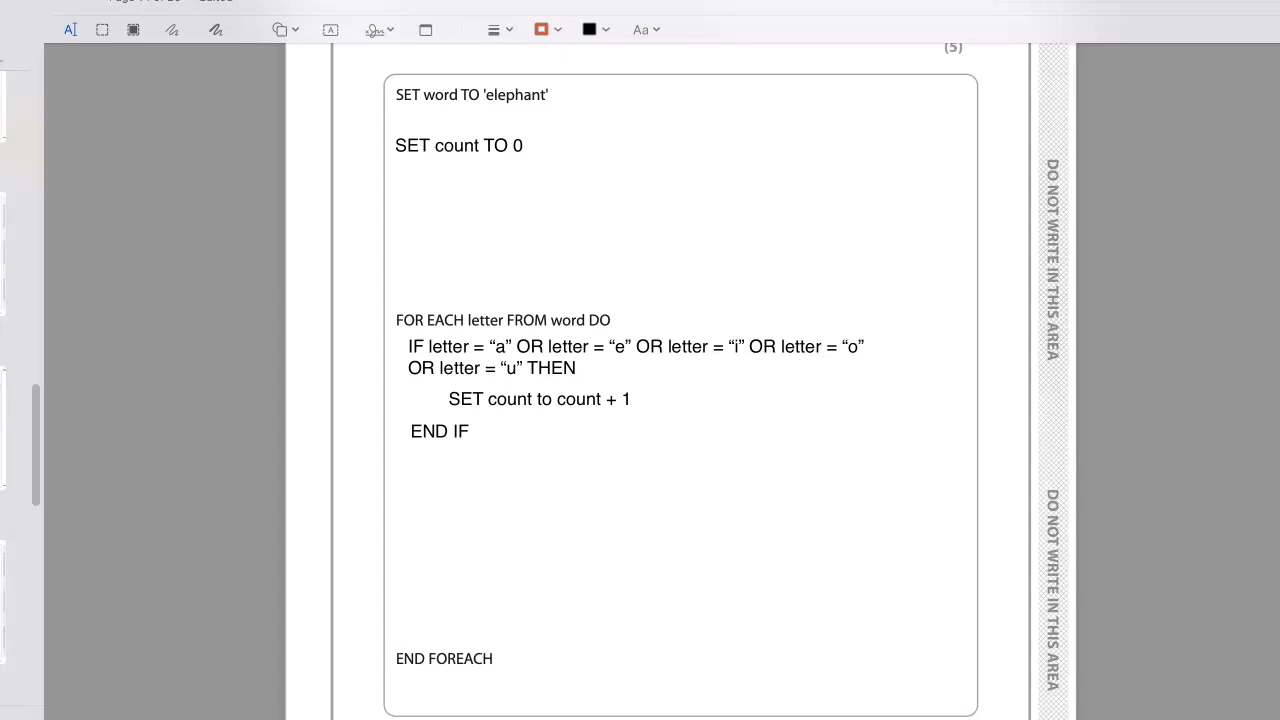 Aa
(5)
SET word TO 'elephant'
SET count TO 0
FOR EACH letter FROM word DO
IF letter = “a” OR letter = “e” OR letter = “i” OR letter = “o”
OR letter = “u” THEN
SET count to count + 1
END IF
END FOREACH
DO NOT WRITE IN THIS AREA
DO NOT WRITE IN THIS AREA